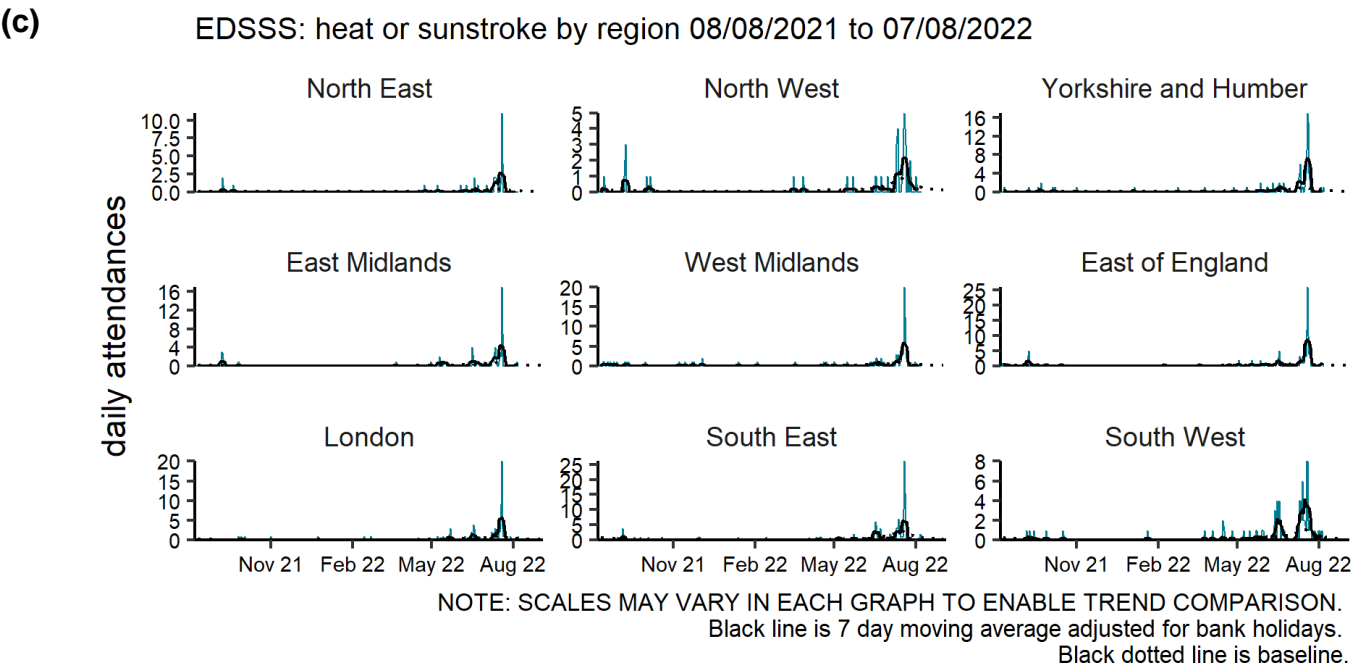 (c)
EDSSS: heat or sunstroke by region 08/08/2021 to 07/08/2022
daily attendances
North East
10.0
7.5
5.0
2.5
0.0
North West
5
4
3
2
1
0
Yorkshire and Humber
16
12
8
4
0
East Midlands
16
12
8
4
0
West Midlands
20
15
10
5
0
East of England
25
20
15
10
5
0
London
20
15
10
5
0
Nov 21 Feb 22 May 22 Aug 22
South East
25
20
15
10
5
0
Nov 21 Feb 22 May 22 Aug 22
South West
8
6
4
2
0
Nov 21 Feb 22 May 22 Aug 22
NOTE: SCALES MAY VARY IN EACH GRAPH TO ENABLE TREND COMPARISON.
Black line is 7 day moving average adjusted for bank holidays.
Black dotted line is baseline.